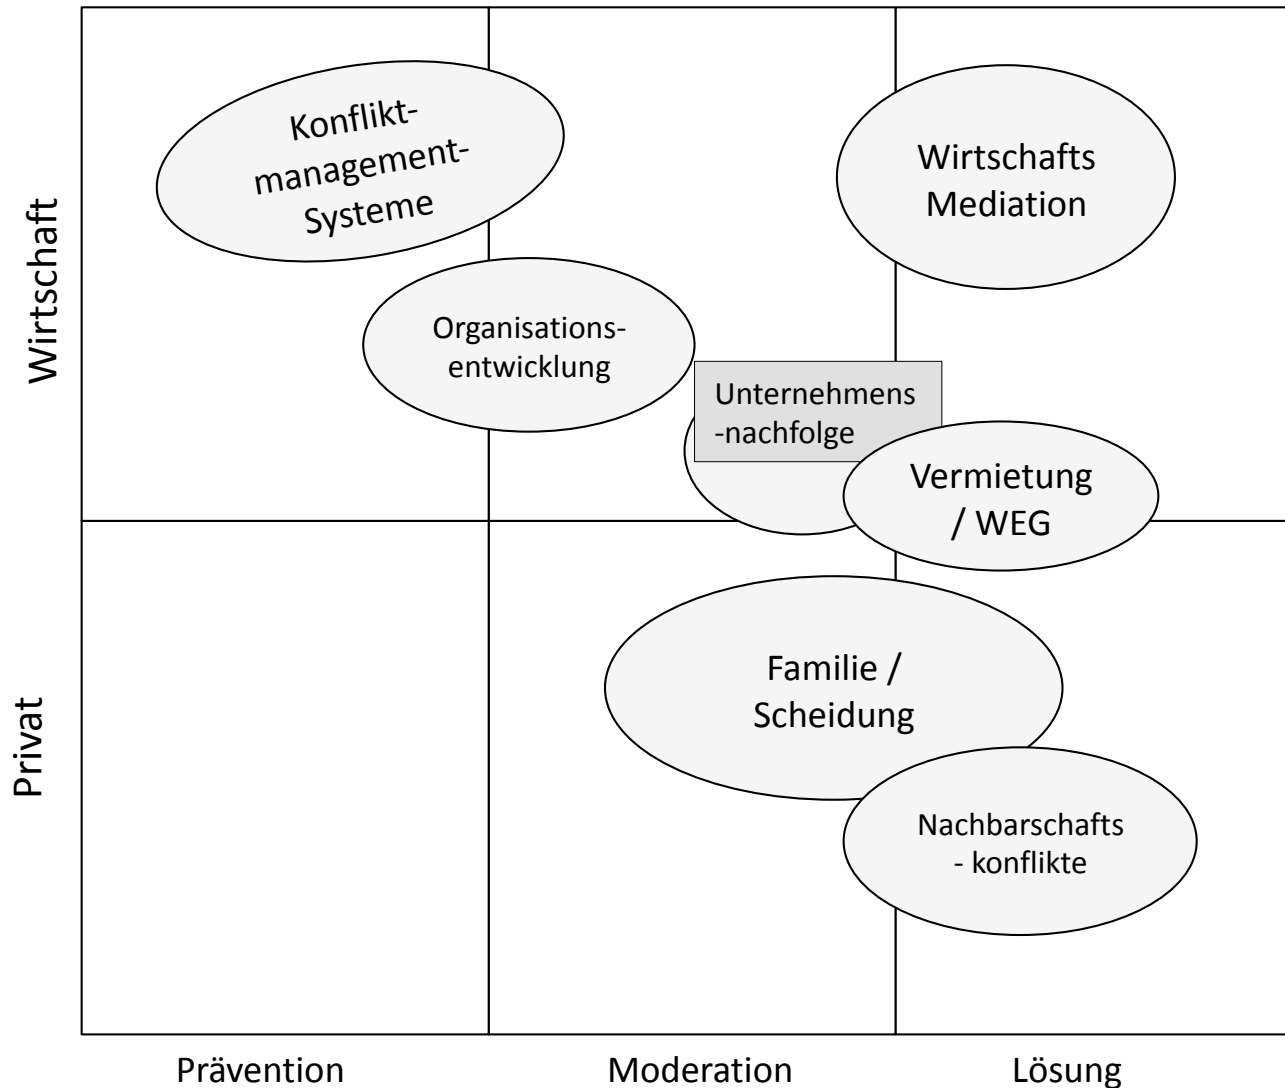 Wirtschaft
Konflikt-
management-
Systeme
Wirtschafts
Mediation
Organisations-
entwicklung
Unternehmens
-nachfolge
Vermietung
/ WEG
Privat
Familie /
Scheidung
Nachbarschafts
- konflikte
Prävention
Moderation
Lösung